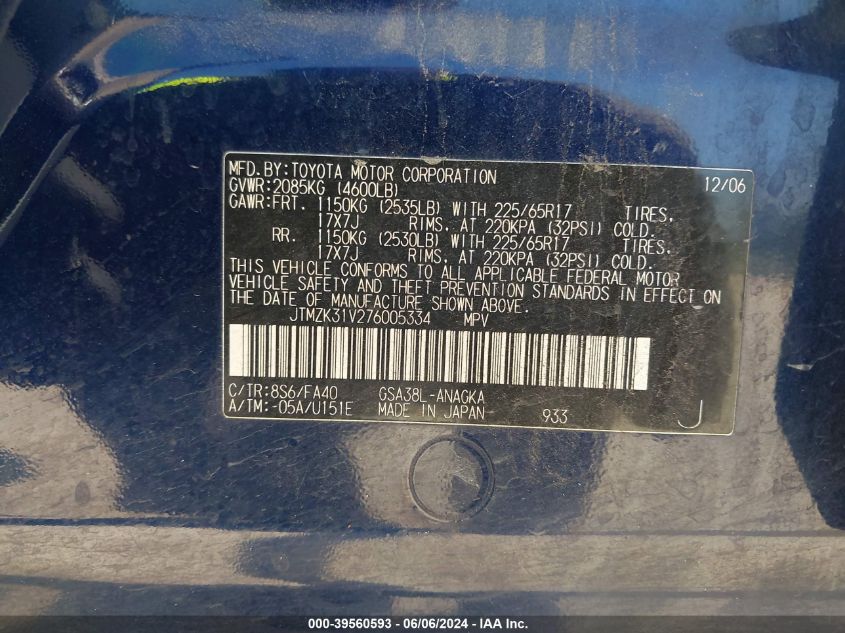 MFD.BY:TOYOTA MOTOR CORPORATION 12/06
GVWR:2085KG (4600LB)
GAWR:FRT. 1150KG (2535LB) WITH 225/65R17 TIRES.
17X7J RIMS. AT 220KPA (32PSI) COLD.
RR. 1150KG (2530LB) WITH 225/65R17 TIRES.
17X7J RIMS. AT 220KPA (32PSI) COLD.
THIS VEHICLE CONFORMS TO ALL APPLICABLE FEDERAL MOTOR
VEHICLE SAFETY AND THEFT PREVENTION STANDARDS IN EFFECT ON
THE DATE OF MANUFACTURE SHOWN ABOVE.
JTMZK31V276005334 MPV
C/TR:8S6/FA40 GSA38L-ANAGKA
A/TM:-05A/U151E MADE IN JAPAN 933 J
000-39560593 - 06/06/2024 - IAA Inc.